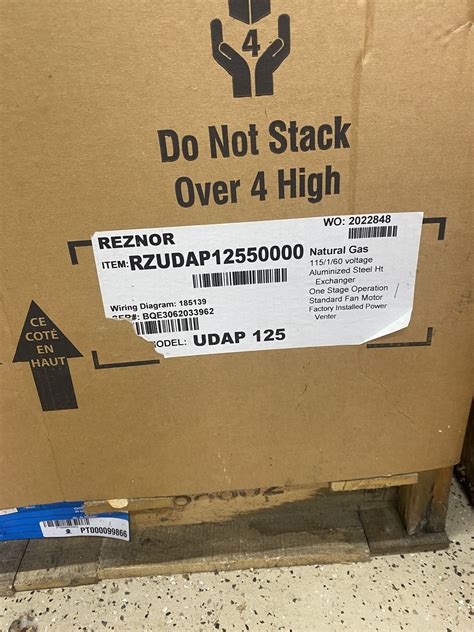 4
Do Not Stack
Over 4 High
WO: 2022848
REZNOR
ITEM:RZUDAP12550000
Natural Gas
115/1/60 voltage
Aluminized Steel Ht
Exchanger
One Stage Operation
Standard Fan Motor
Factory Installed Power
Venter
Wiring Diagram: 185139
SER#: BQE3062033962
ODEL: UDAP 125
CE
COTÉ
EN
HAUT
PT000099866